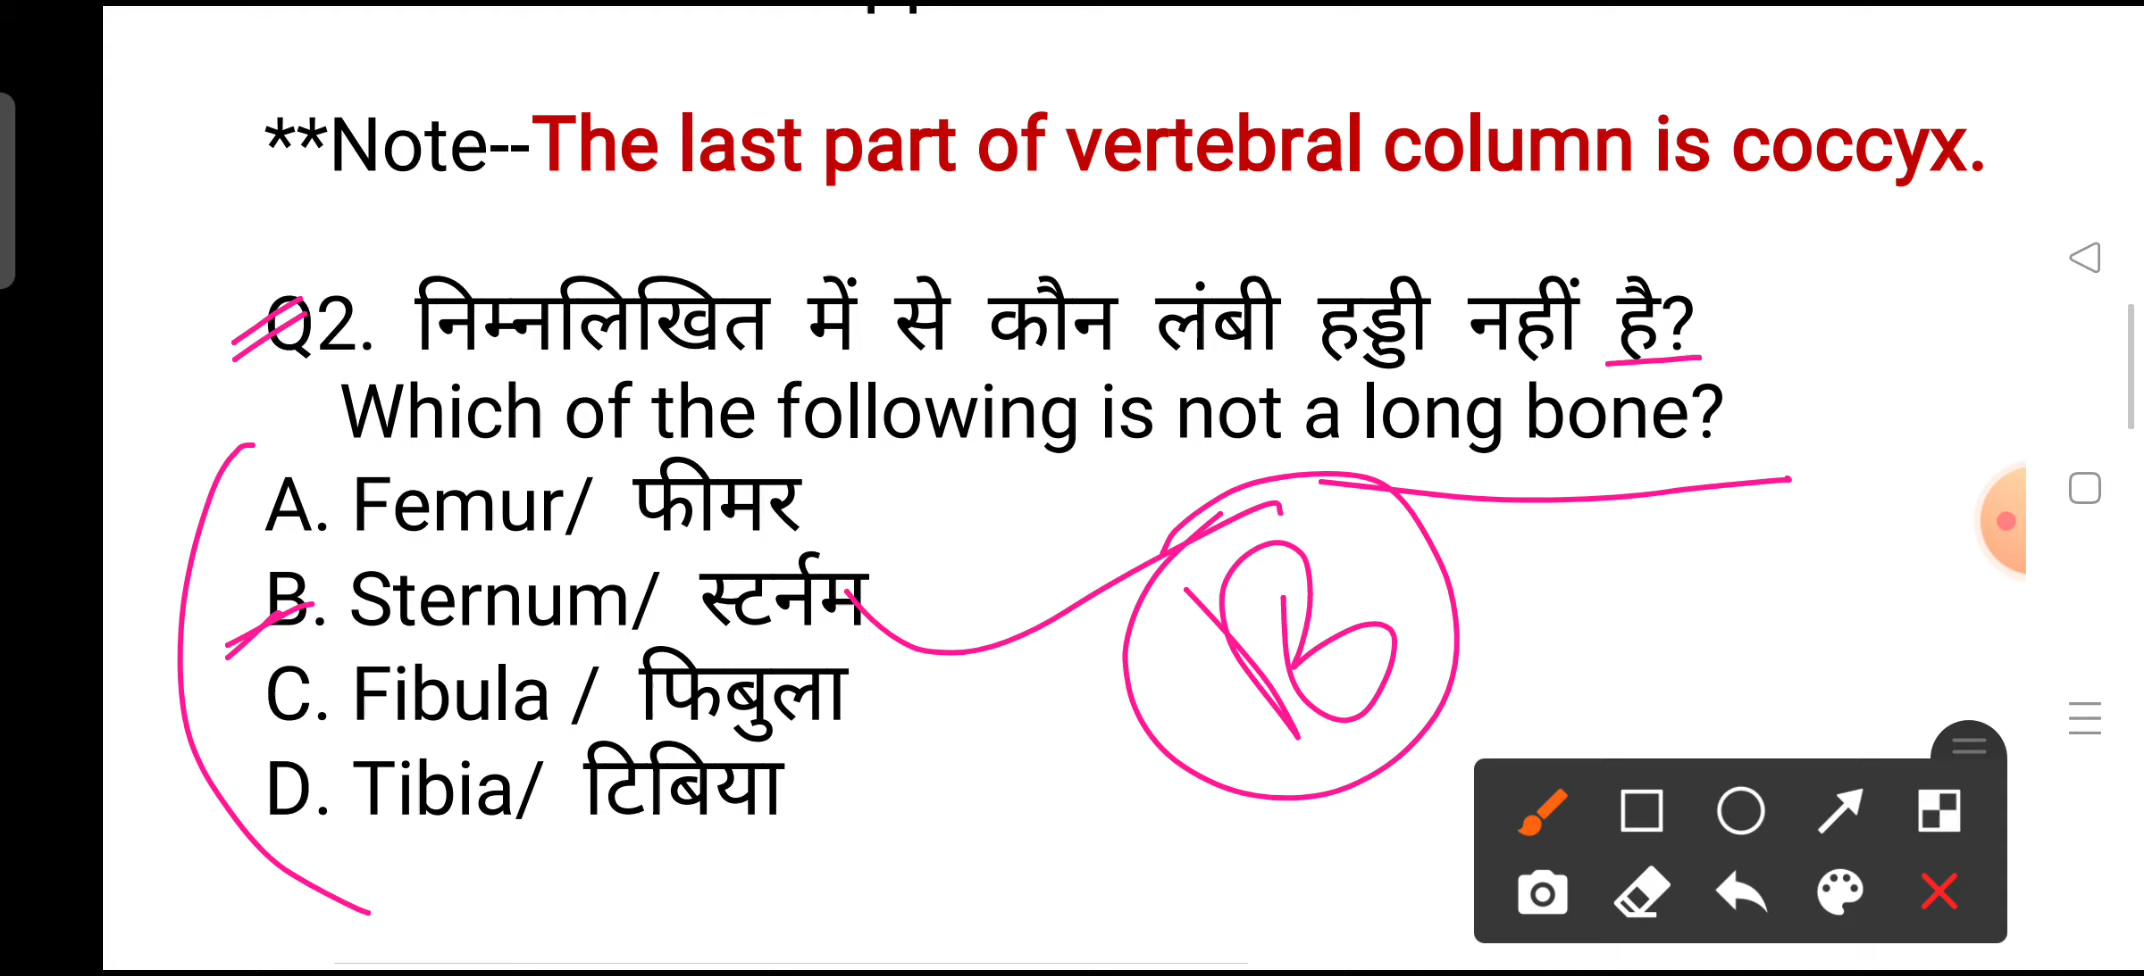 **Note--The last part of vertebral column is coccyx.
Q2. निम्नलिखित में से कौन लंबी हड्डी नहीं है?
Which of the following is not a long bone?
A. Femur/ फीमर
B. Sternum/ स्टर्नम
C. Fibula / फिबुला
D. Tibia/ टिबिया
B